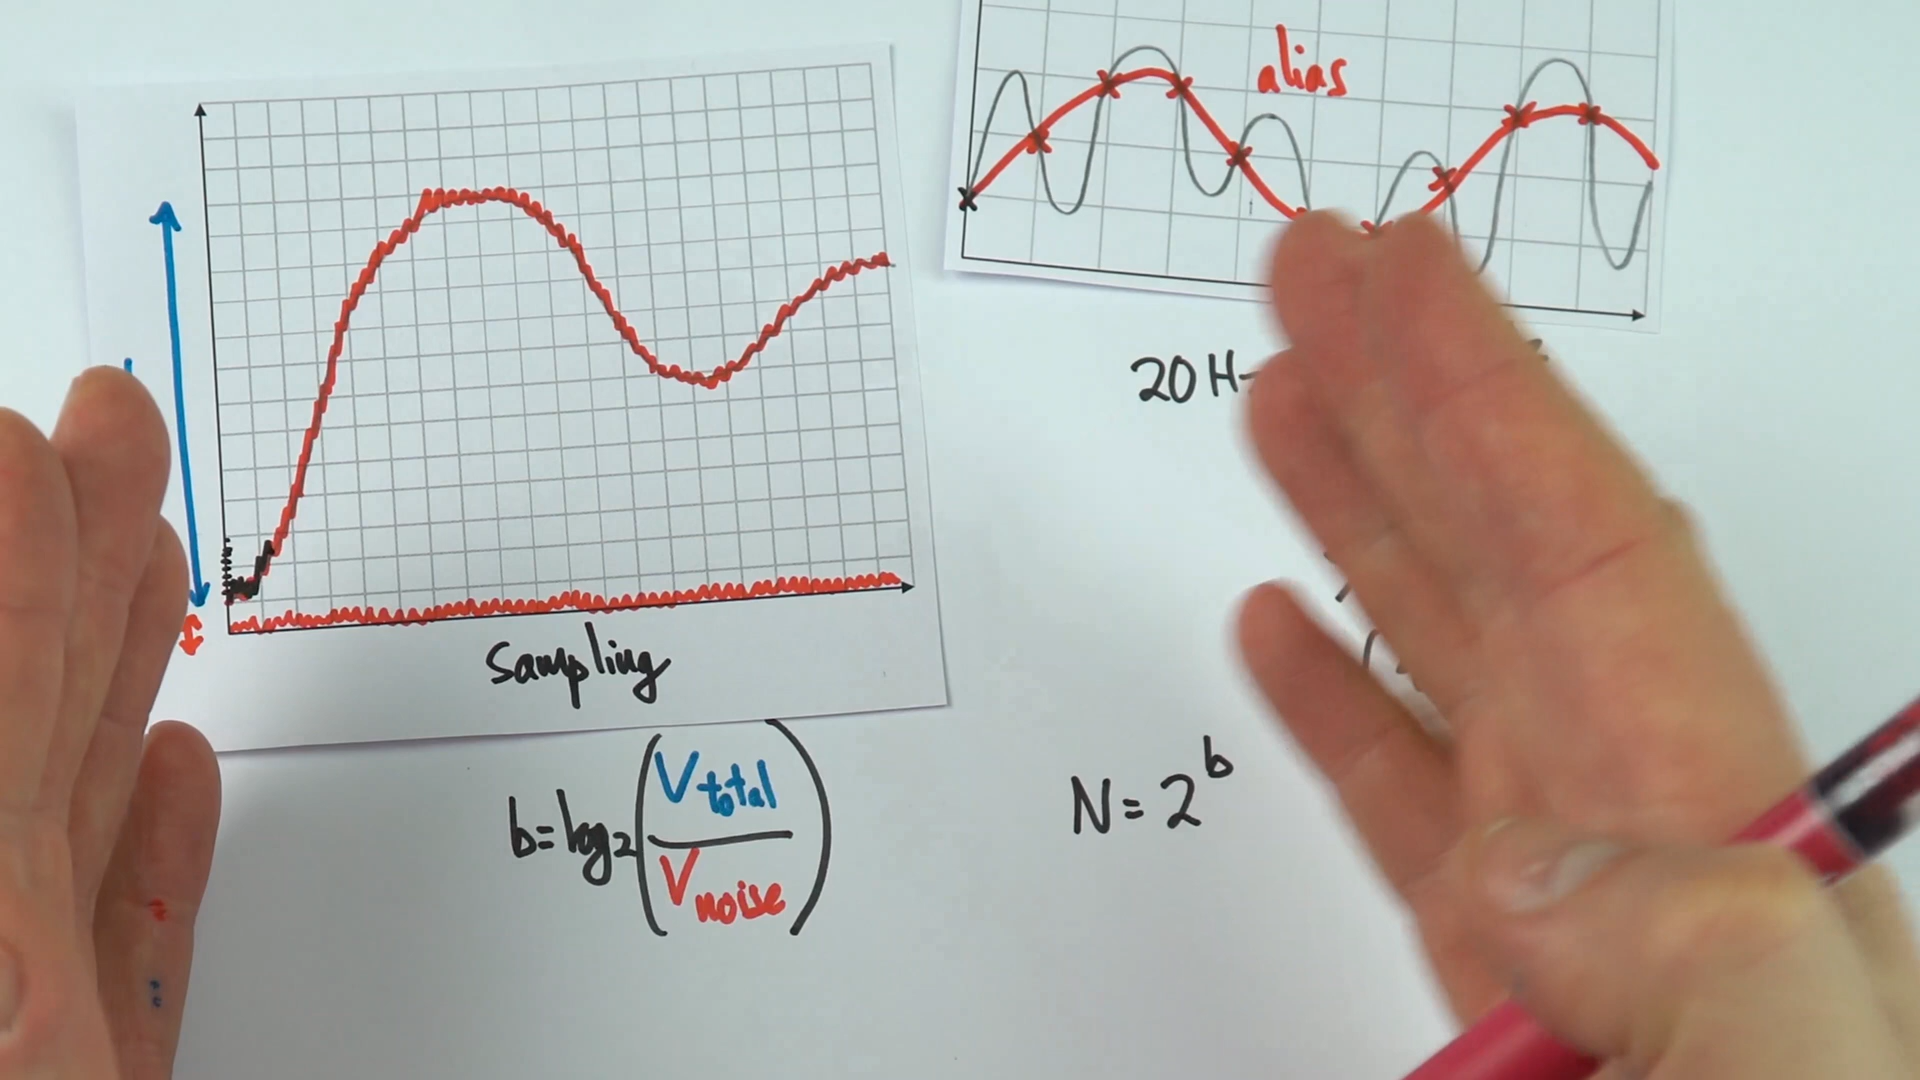 alias
20 H
Sampling
b = log2 (Vtotal / Vnoise)
N = 2^b